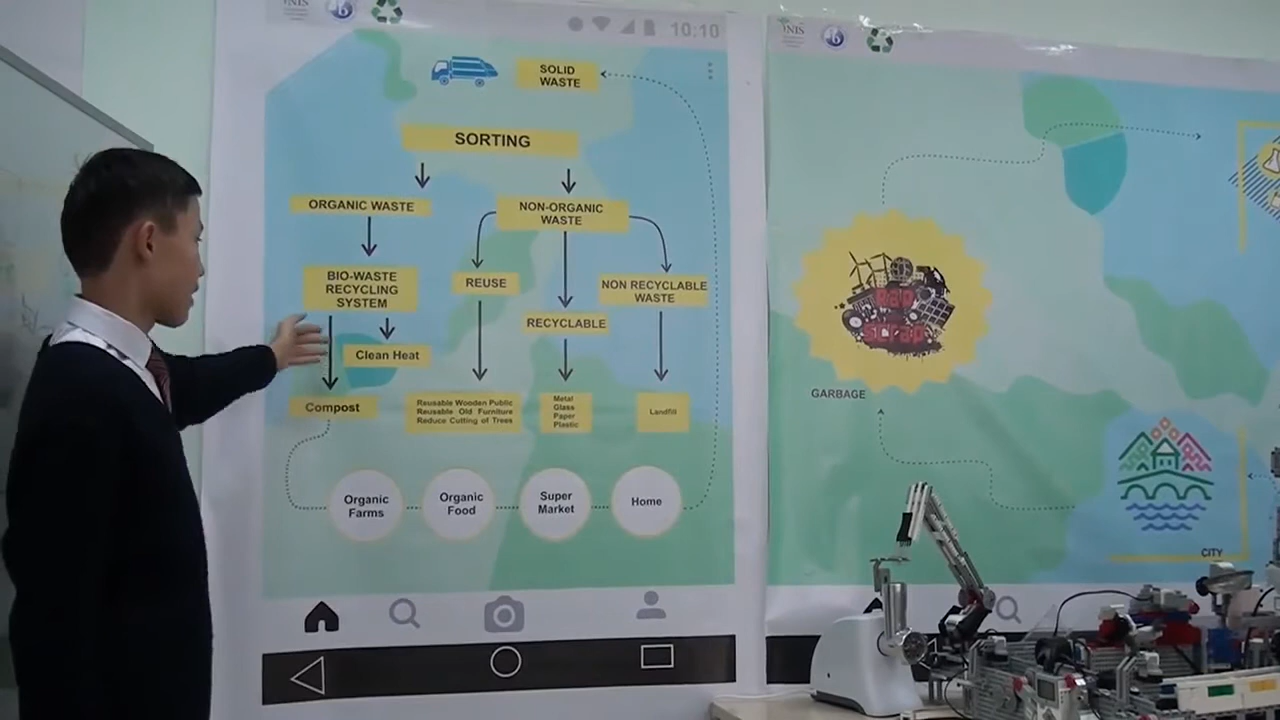 NIS
10:10
SOLID
WASTE
SORTING
ORGANIC WASTE
NON-ORGANIC
WASTE
BIO-WASTE
RECYCLING
SYSTEM
REUSE
NON RECYCLABLE
WASTE
RECYCLABLE
Clean Heat
Compost
Reusable Wooden Public
Reusable Old Furniture
Reduce Cutting of Trees
Metal
Glass
Paper
Plastic
Landfill
Organic
Farms
Organic
Food
Super
Market
Home
NIS
GARBAGE
CITY